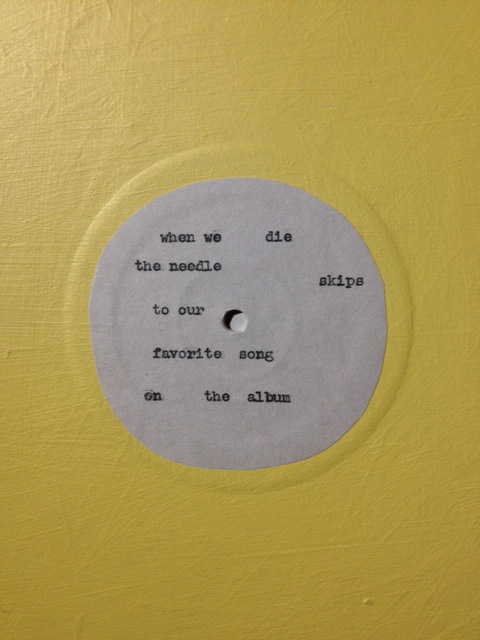 when we die
the needle
skips
to our
favorite song
on the album